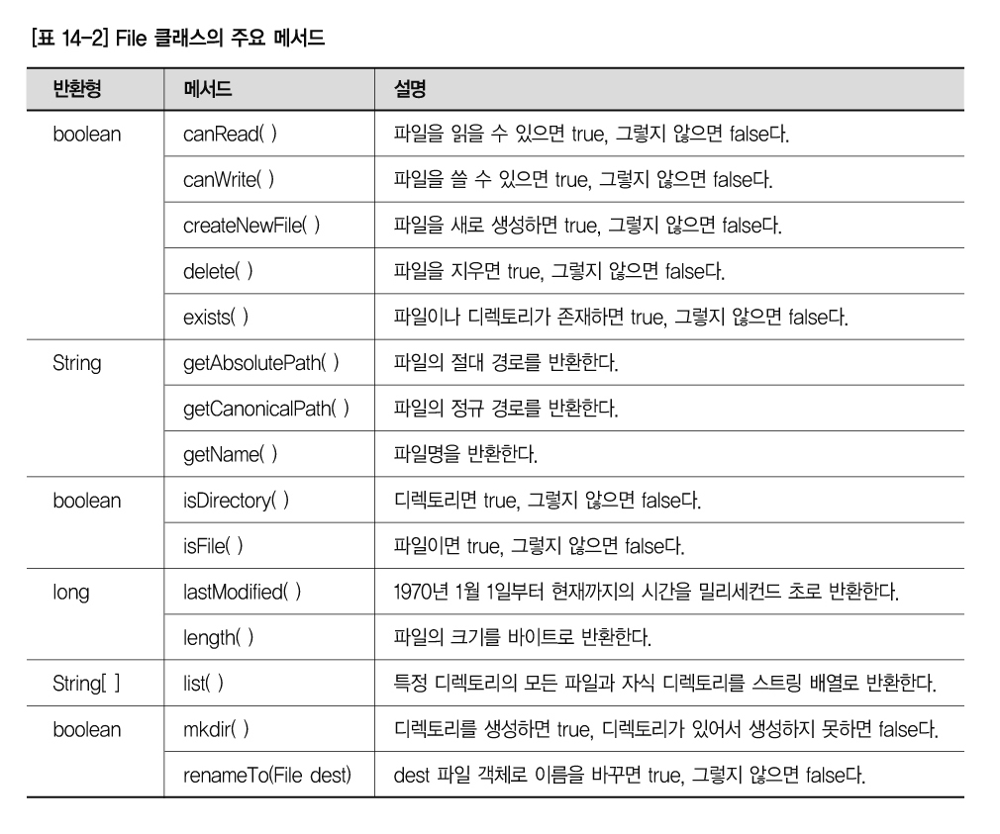 [표 14-2] File 클래스의 주요 메서드
반환형 메서드 설명
boolean canRead( ) 파일을 읽을 수 있으면 true, 그렇지 않으면 false다.
canWrite( ) 파일을 쓸 수 있으면 true, 그렇지 않으면 false다.
createNewFile( ) 파일을 새로 생성하면 true, 그렇지 않으면 false다.
delete( ) 파일을 지우면 true, 그렇지 않으면 false다.
exists( ) 파일이나 디렉토리가 존재하면 true, 그렇지 않으면 false다.
String getAbsolutePath( ) 파일의 절대 경로를 반환한다.
getCanonicalPath( ) 파일의 정규 경로를 반환한다.
getName( ) 파일명을 반환한다.
boolean isDirectory( ) 디렉토리면 true, 그렇지 않으면 false다.
isFile( ) 파일이면 true, 그렇지 않으면 false다.
long lastModified( ) 1970년 1월 1일부터 현재까지의 시간을 밀리세컨드 초로 반환한다.
length( ) 파일의 크기를 바이트로 반환한다.
String[ ] list( ) 특정 디렉토리의 모든 파일과 자식 디렉토리를 스트링 배열로 반환한다.
boolean mkdir( ) 디렉토리를 생성하면 true, 디렉토리가 있어서 생성하지 못하면 false다.
renameTo(File dest) dest 파일 객체로 이름을 바꾸면 true, 그렇지 않으면 false다.